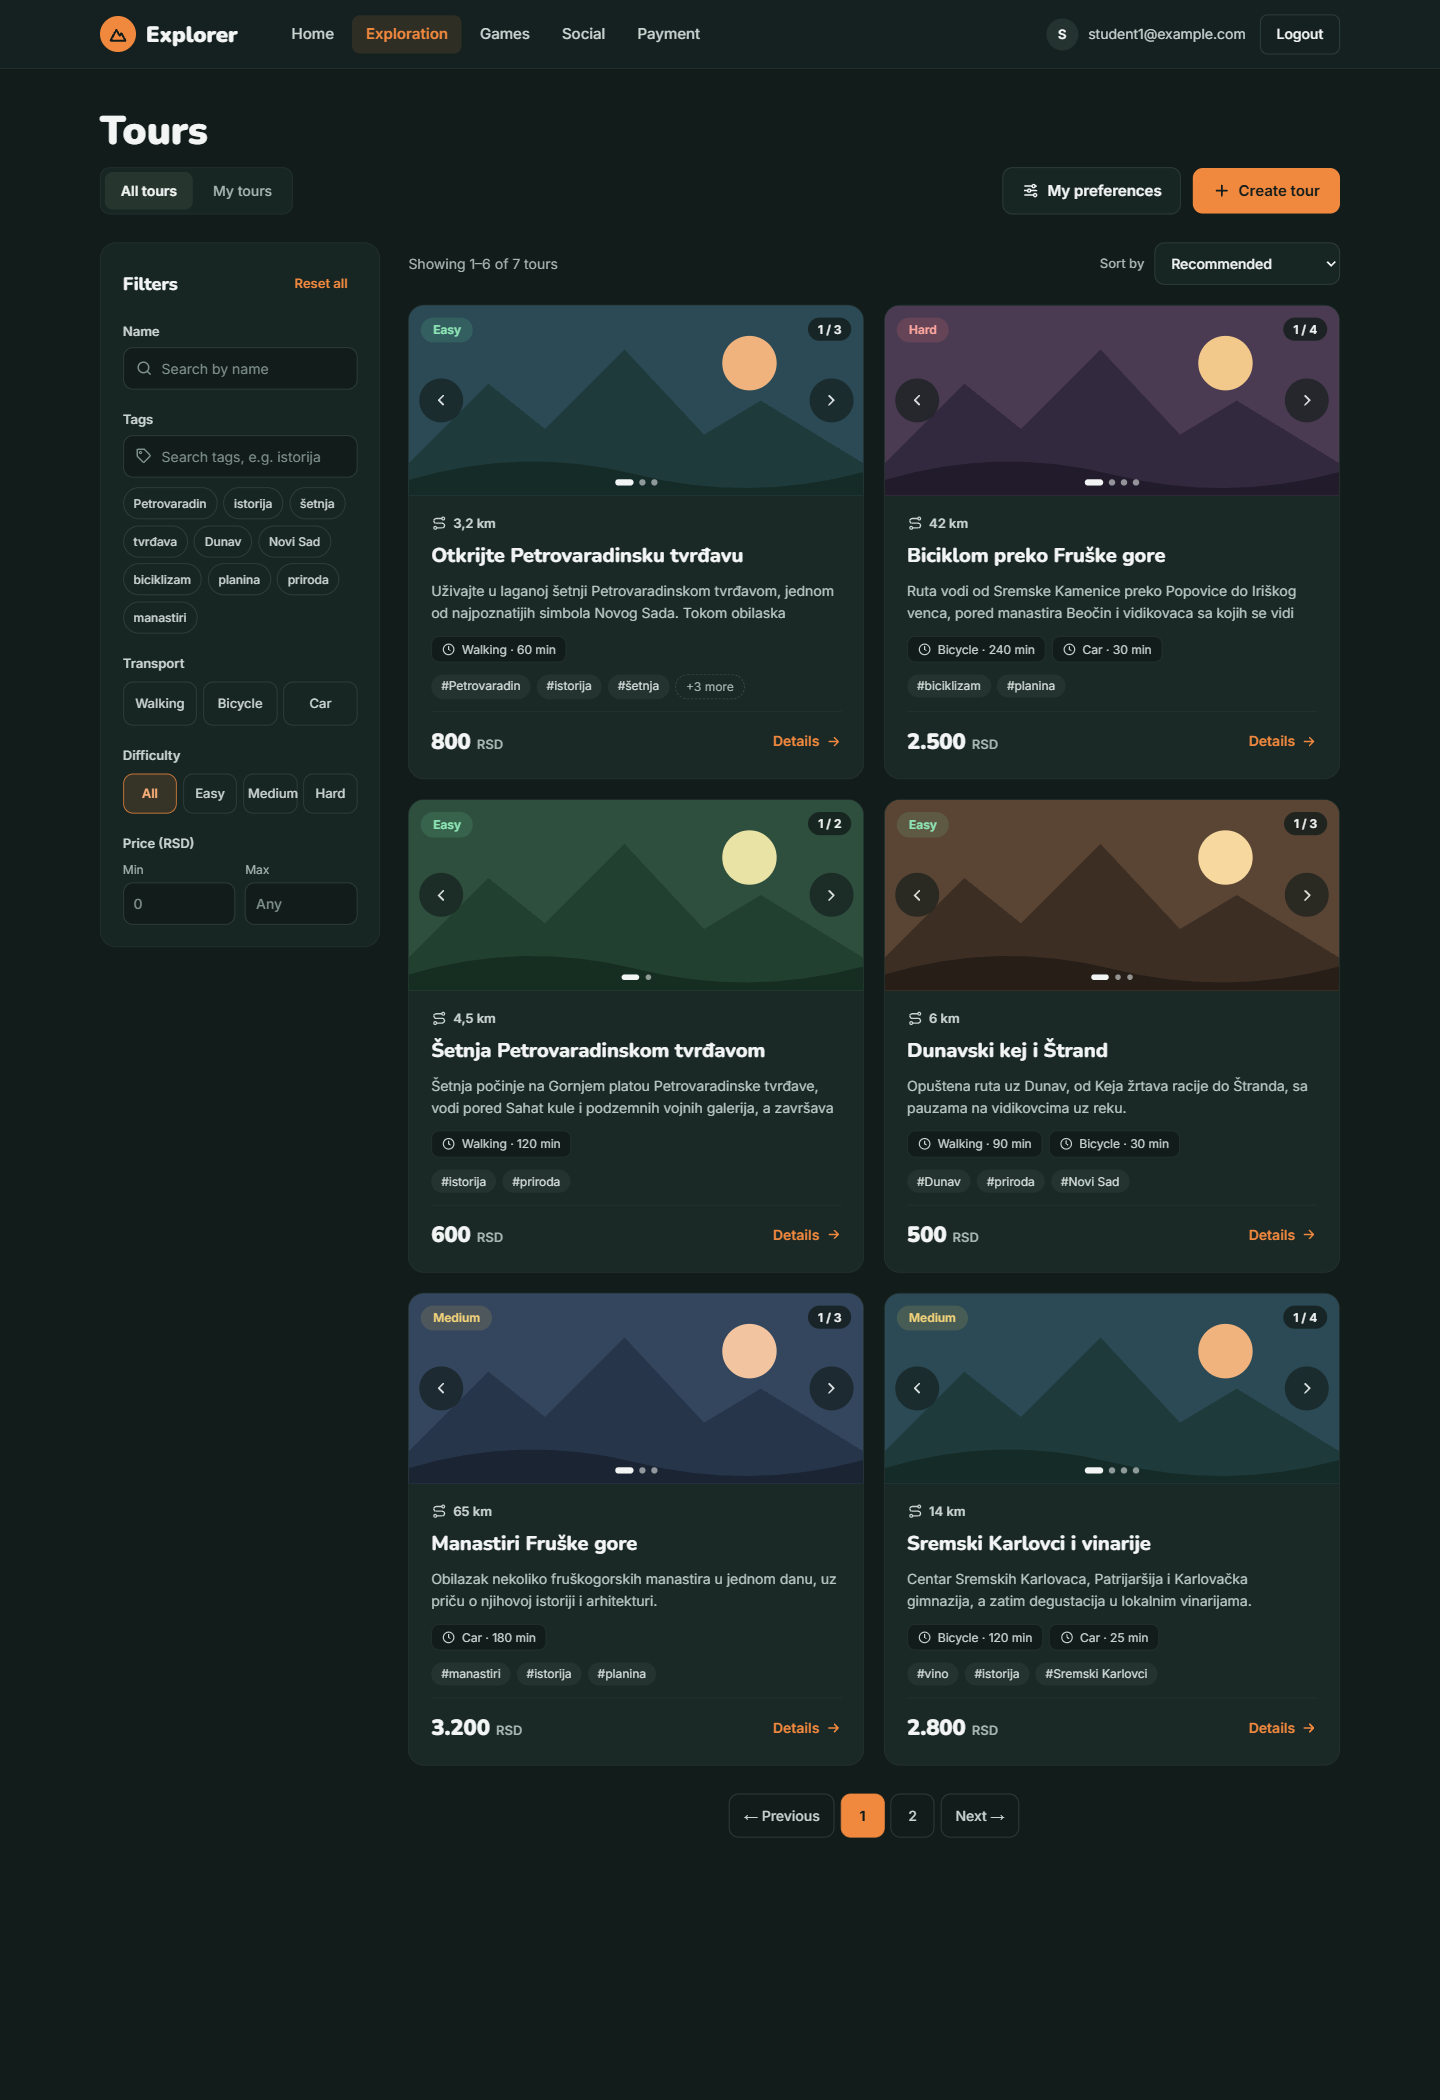 Explorer
Home Exploration Games Social Payment
S student1@example.com Logout
Tours
All tours My tours
My preferences + Create tour
Filters Reset all
Name
Search by name
Tags
Search tags, e.g. istorija
Petrovaradin istorija šetnja
tvrđava Dunav Novi Sad
biciklizam planina priroda
manastiri
Transport
Walking Bicycle Car
Difficulty
All Easy Medium Hard
Price (RSD)
Min Max
0 Any
Showing 1–6 of 7 tours
Sort by Recommended
Easy 1 / 3
3,2 km
Otkrijte Petrovaradinsku tvrđavu
Uživajte u laganoj šetnji Petrovaradinskom tvrđavom, jednom
od najpoznatijih simbola Novog Sada. Tokom obilaska
Walking · 60 min
#Petrovaradin #istorija #šetnja +3 more
800 RSD Details →
Hard 1 / 4
42 km
Biciklom preko Fruške gore
Ruta vodi od Sremske Kamenice preko Popovice do Iriškog
venca, pored manastira Beočin i vidikovaca sa kojih se vidi
Bicycle · 240 min Car · 30 min
#biciklizam #planina
2.500 RSD Details →
Easy 1 / 2
4,5 km
Šetnja Petrovaradinskom tvrđavom
Šetnja počinje na Gornjem platou Petrovaradinske tvrđave,
vodi pored Sahat kule i podzemnih vojnih galerija, a završava
Walking · 120 min
#istorija #priroda
600 RSD Details →
Easy 1 / 3
6 km
Dunavski kej i Štrand
Opuštena ruta uz Dunav, od Keja žrtava racije do Štranda, sa
pauzama na vidikovcima uz reku.
Walking · 90 min Bicycle · 30 min
#Dunav #priroda #Novi Sad
500 RSD Details →
Medium 1 / 3
65 km
Manastiri Fruške gore
Obilazak nekoliko fruškogorskih manastira u jednom danu, uz
priču o njihovoj istoriji i arhitekturi.
Car · 180 min
#manastiri #istorija #planina
3.200 RSD Details →
Medium 1 / 4
14 km
Sremski Karlovci i vinarije
Centar Sremskih Karlovaca, Patrijaršija i Karlovačka
gimnazija, a zatim degustacija u lokalnim vinarijama.
Bicycle · 120 min Car · 25 min
#vino #istorija #Sremski Karlovci
2.800 RSD Details →
← Previous 1 2 Next →